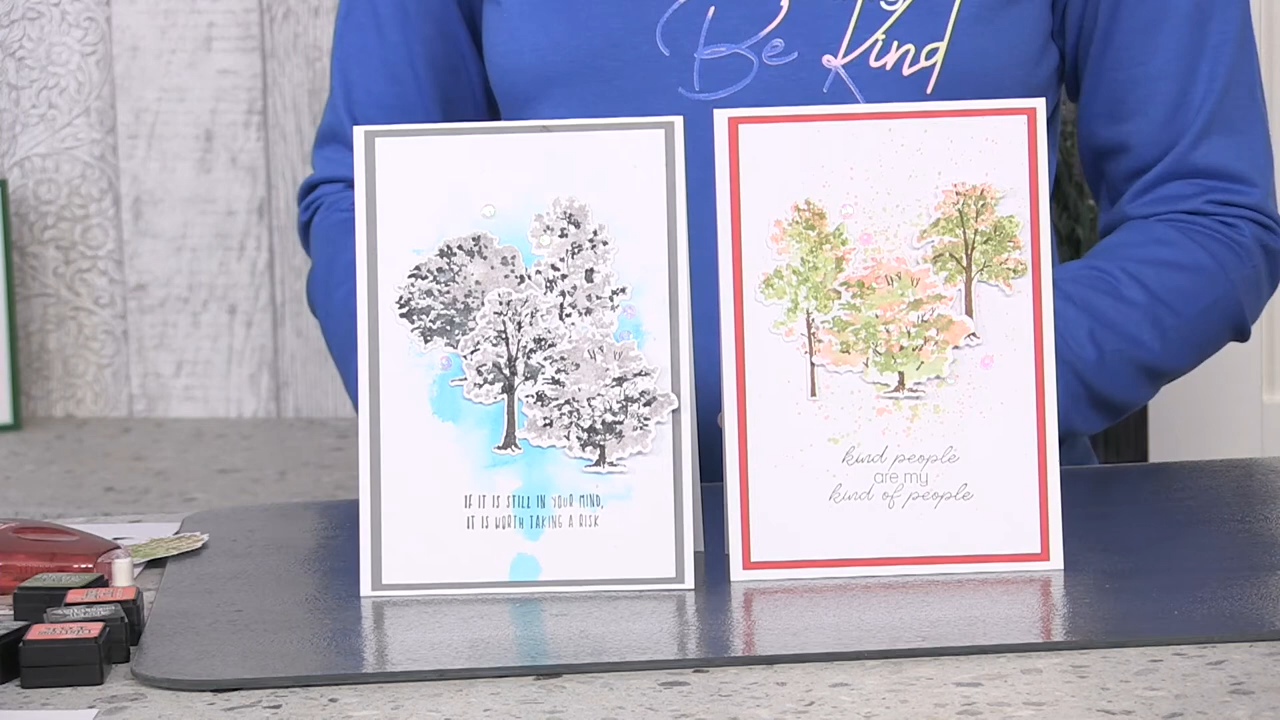 Be Kind
IF IT IS STILL IN YOUR MIND,
IT IS WORTH TAKING A RISK
kind people
are my
kind of people